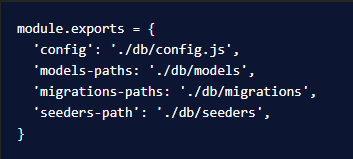 module.exports = {
'config': './db/config.js',
'models-paths: './db/models',
'migrations-paths: './db/migrations',
'seeders-path': './db/seeders',
}